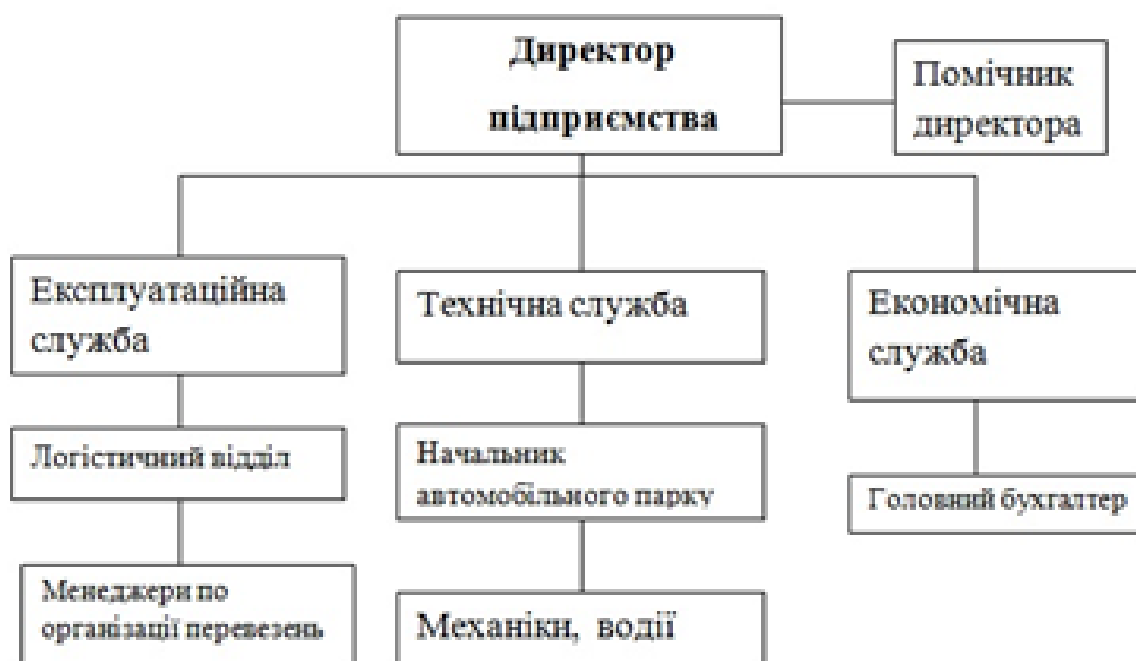 Директор
підприємства
Помічник
директора
Експлуатаційна
служба
Технічна служба
Економічна
служба
Логістичний відділ
Начальник
автомобільного парку
Головний бухгалтер
Менеджери по
організації перевезень
Механіки, водії